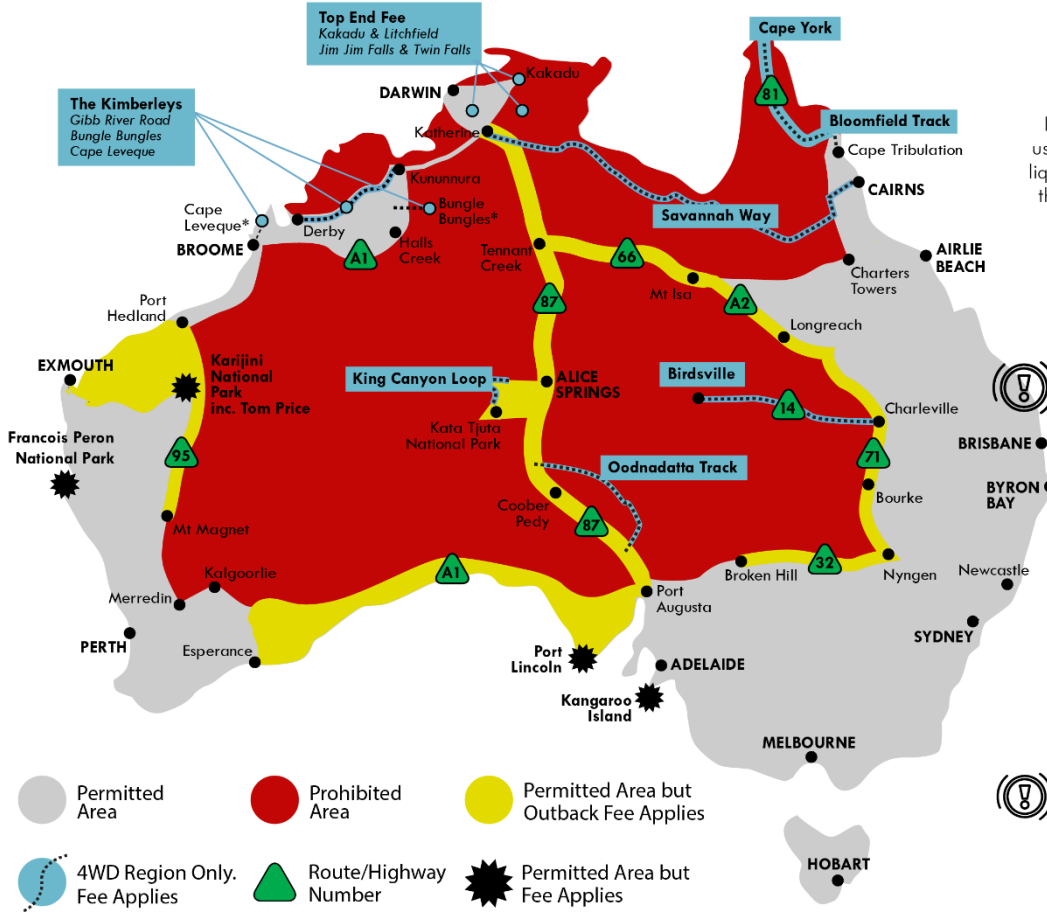 Top End Fee
Kakadu & Litchfield
Jim Jim Falls & Twin Falls
Cape York
The Kimberleys
Gibb River Road
Bungle Bungles
Cape Leveque
DARWIN
Kakadu
81
Bloomfield Track
Katherine
Cape Tribulation
us
liq
th
Kununnura
CAIRNS
Cape
Leveque*
Bungle
Bungles*
Savannah Way
Derby
BROOME
Halls
Creek
A1
Tennant
Creek
66
AIRLIE
BEACH
Charters
Towers
Mt Isa
87
A2
Port
Hedland
Longreach
EXMOUTH
Karijini
National
Park
inc. Tom Price
King Canyon Loop
ALICE
SPRINGS
Birdsville
14
Charleville
Kata Tjuta
National Park
Francois Peron
National Park
95
71
BRISBANE
Oodnadatta Track
Bourke
BYRON
BAY
Coober
Pedy
87
Mt Magnet
32
A1
Broken Hill
Nyngen
Newcastle
Kalgoorlie
Merredin
Port
Augusta
PERTH
Esperance
SYDNEY
Port
Lincoln
ADELAIDE
Kangaroo
Island
MELBOURNE
Permitted
Area
Prohibited
Area
Permitted Area but
Outback Fee Applies
4WD Region Only.
Fee Applies
Route/Highway
Number
Permitted Area but
Fee Applies
HOBART